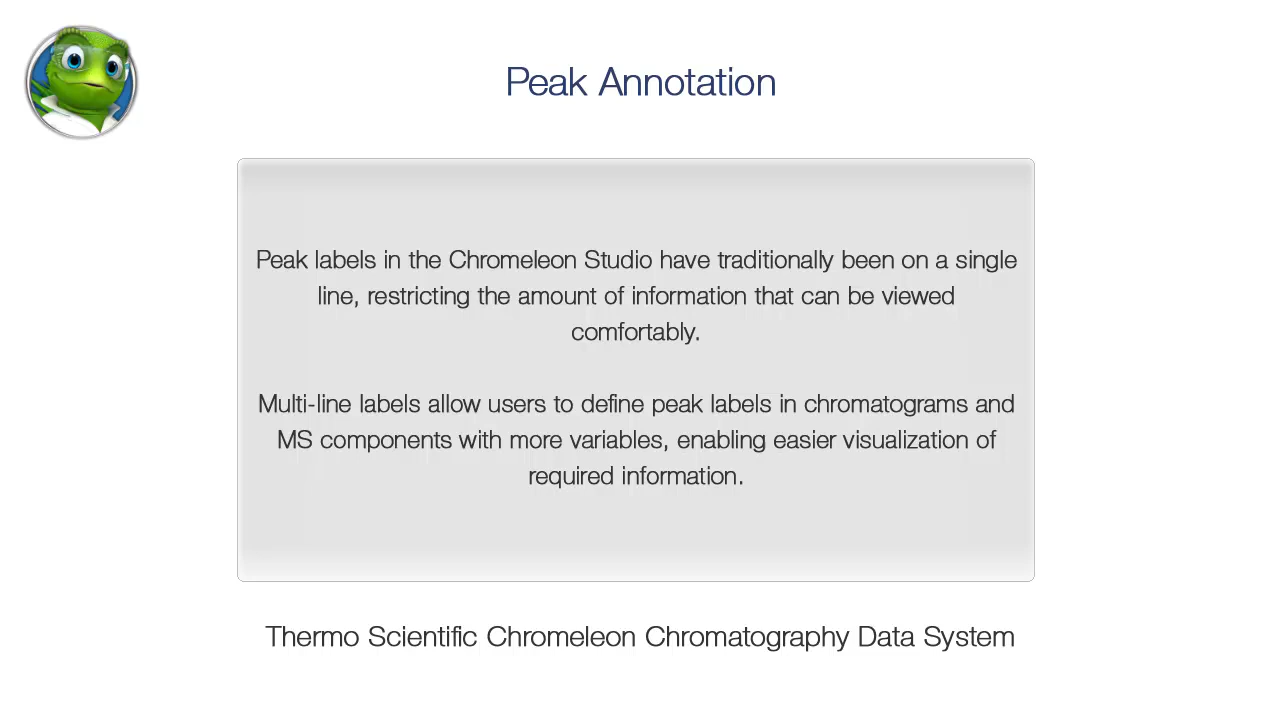 Peak Annotation
Peak labels in the Chromeleon Studio have traditionally been on a single
line, restricting the amount of information that can be viewed
comfortably.
Multi-line labels allow users to define peak labels in chromatograms and
MS components with more variables, enabling easier visualization of
required information.
Thermo Scientific Chromeleon Chromatography Data System